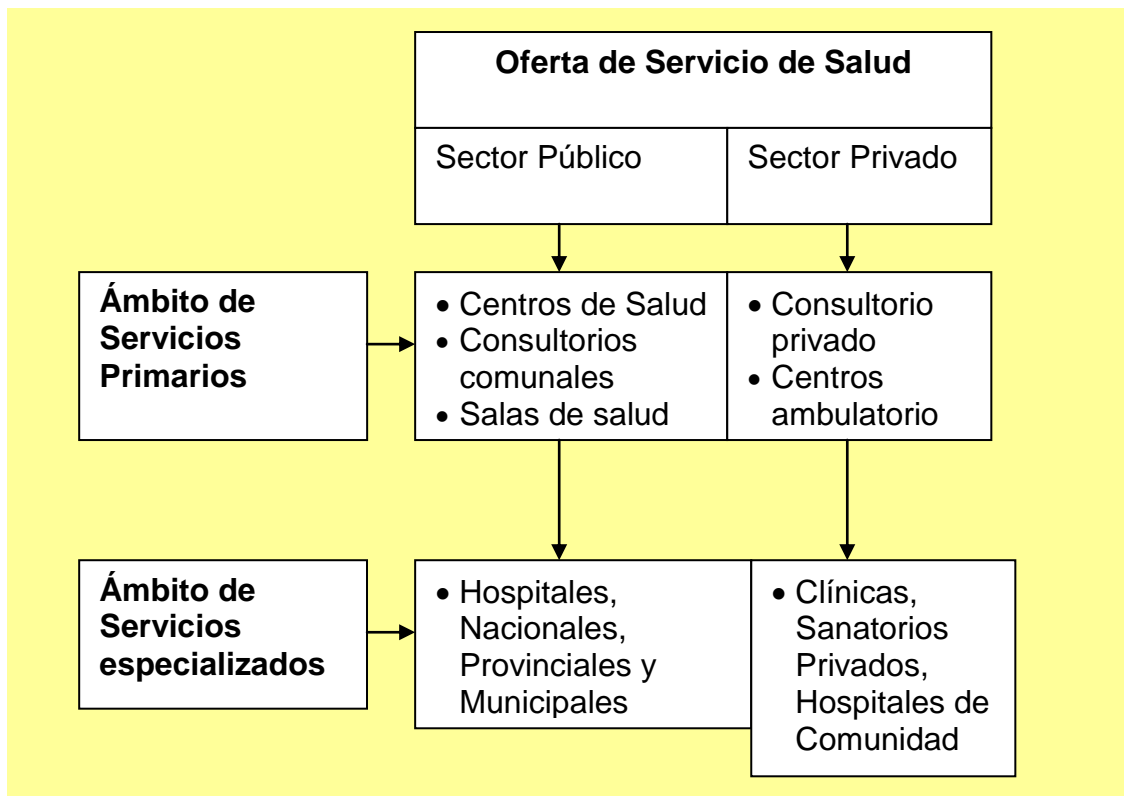 Oferta de Servicio de Salud
Sector Público
Sector Privado
Ámbito de
Servicios
Primarios
• Centros de Salud
• Consultorios
comunales
• Salas de salud
• Consultorio
privado
• Centros
ambulatorio
Ámbito de
Servicios
especializados
• Hospitales,
Nacionales,
Provinciales y
Municipales
• Clínicas,
Sanatorios
Privados,
Hospitales de
Comunidad